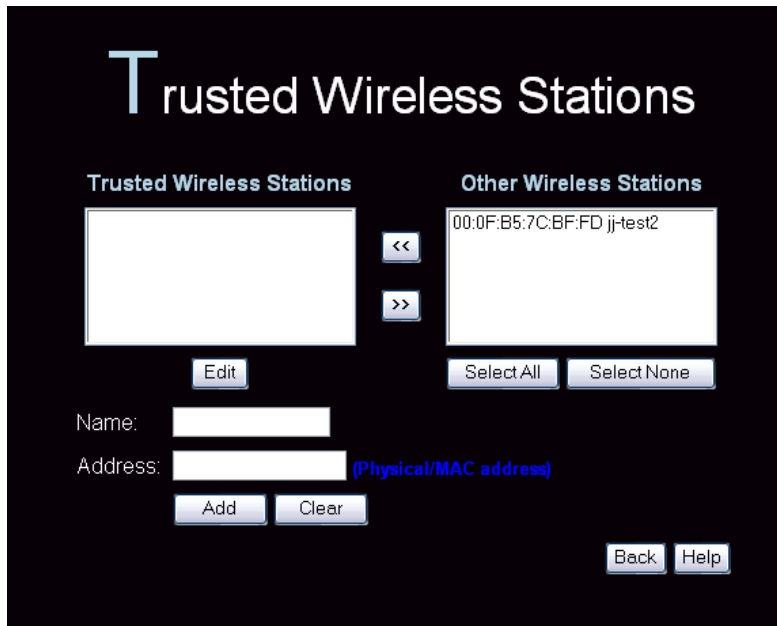 Trusted Wireless Stations
Trusted Wireless Stations
Other Wireless Stations
00:0F:B5:7C:BF:FD jj-test2
<<
>>
Edit
Select All
Select None
Name:
Address:
(Physical/MAC address)
Add
Clear
Back
Help